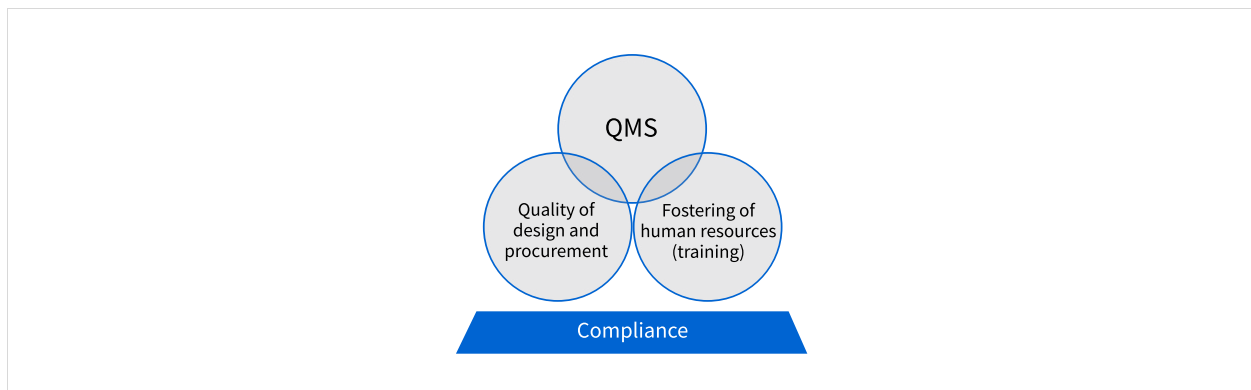 QMS
Quality of
design and
procurement
Fostering of
human resources
(training)
Compliance